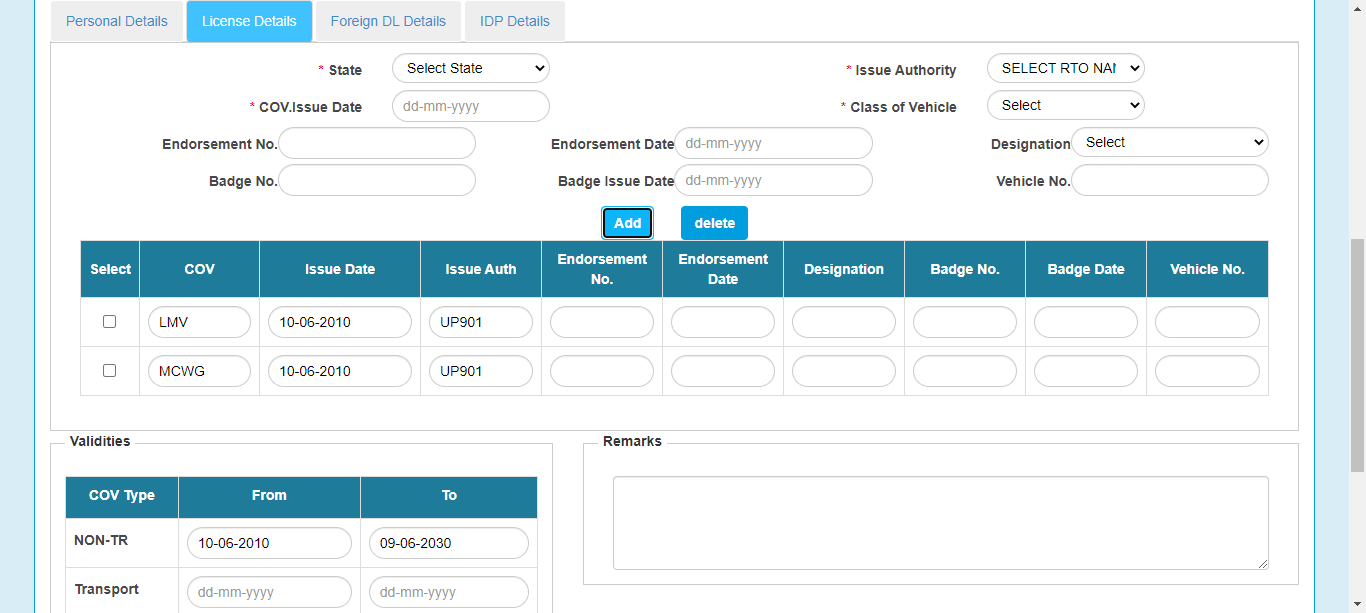 Personal Details License Details Foreign DL Details IDP Details
* State Select State * Issue Authority SELECT RTO NAM
* COV.Issue Date dd-mm-yyyy * Class of Vehicle Select
Endorsement No. Endorsement Date dd-mm-yyyy Designation Select
Badge No. Badge Issue Date dd-mm-yyyy Vehicle No.
Add delete
Select COV Issue Date Issue Auth Endorsement No. Endorsement Date Designation Badge No. Badge Date Vehicle No.
LMV 10-06-2010 UP901
MCWG 10-06-2010 UP901
Validities Remarks
COV Type From To
NON-TR 10-06-2010 09-06-2030
Transport dd-mm-yyyy dd-mm-yyyy